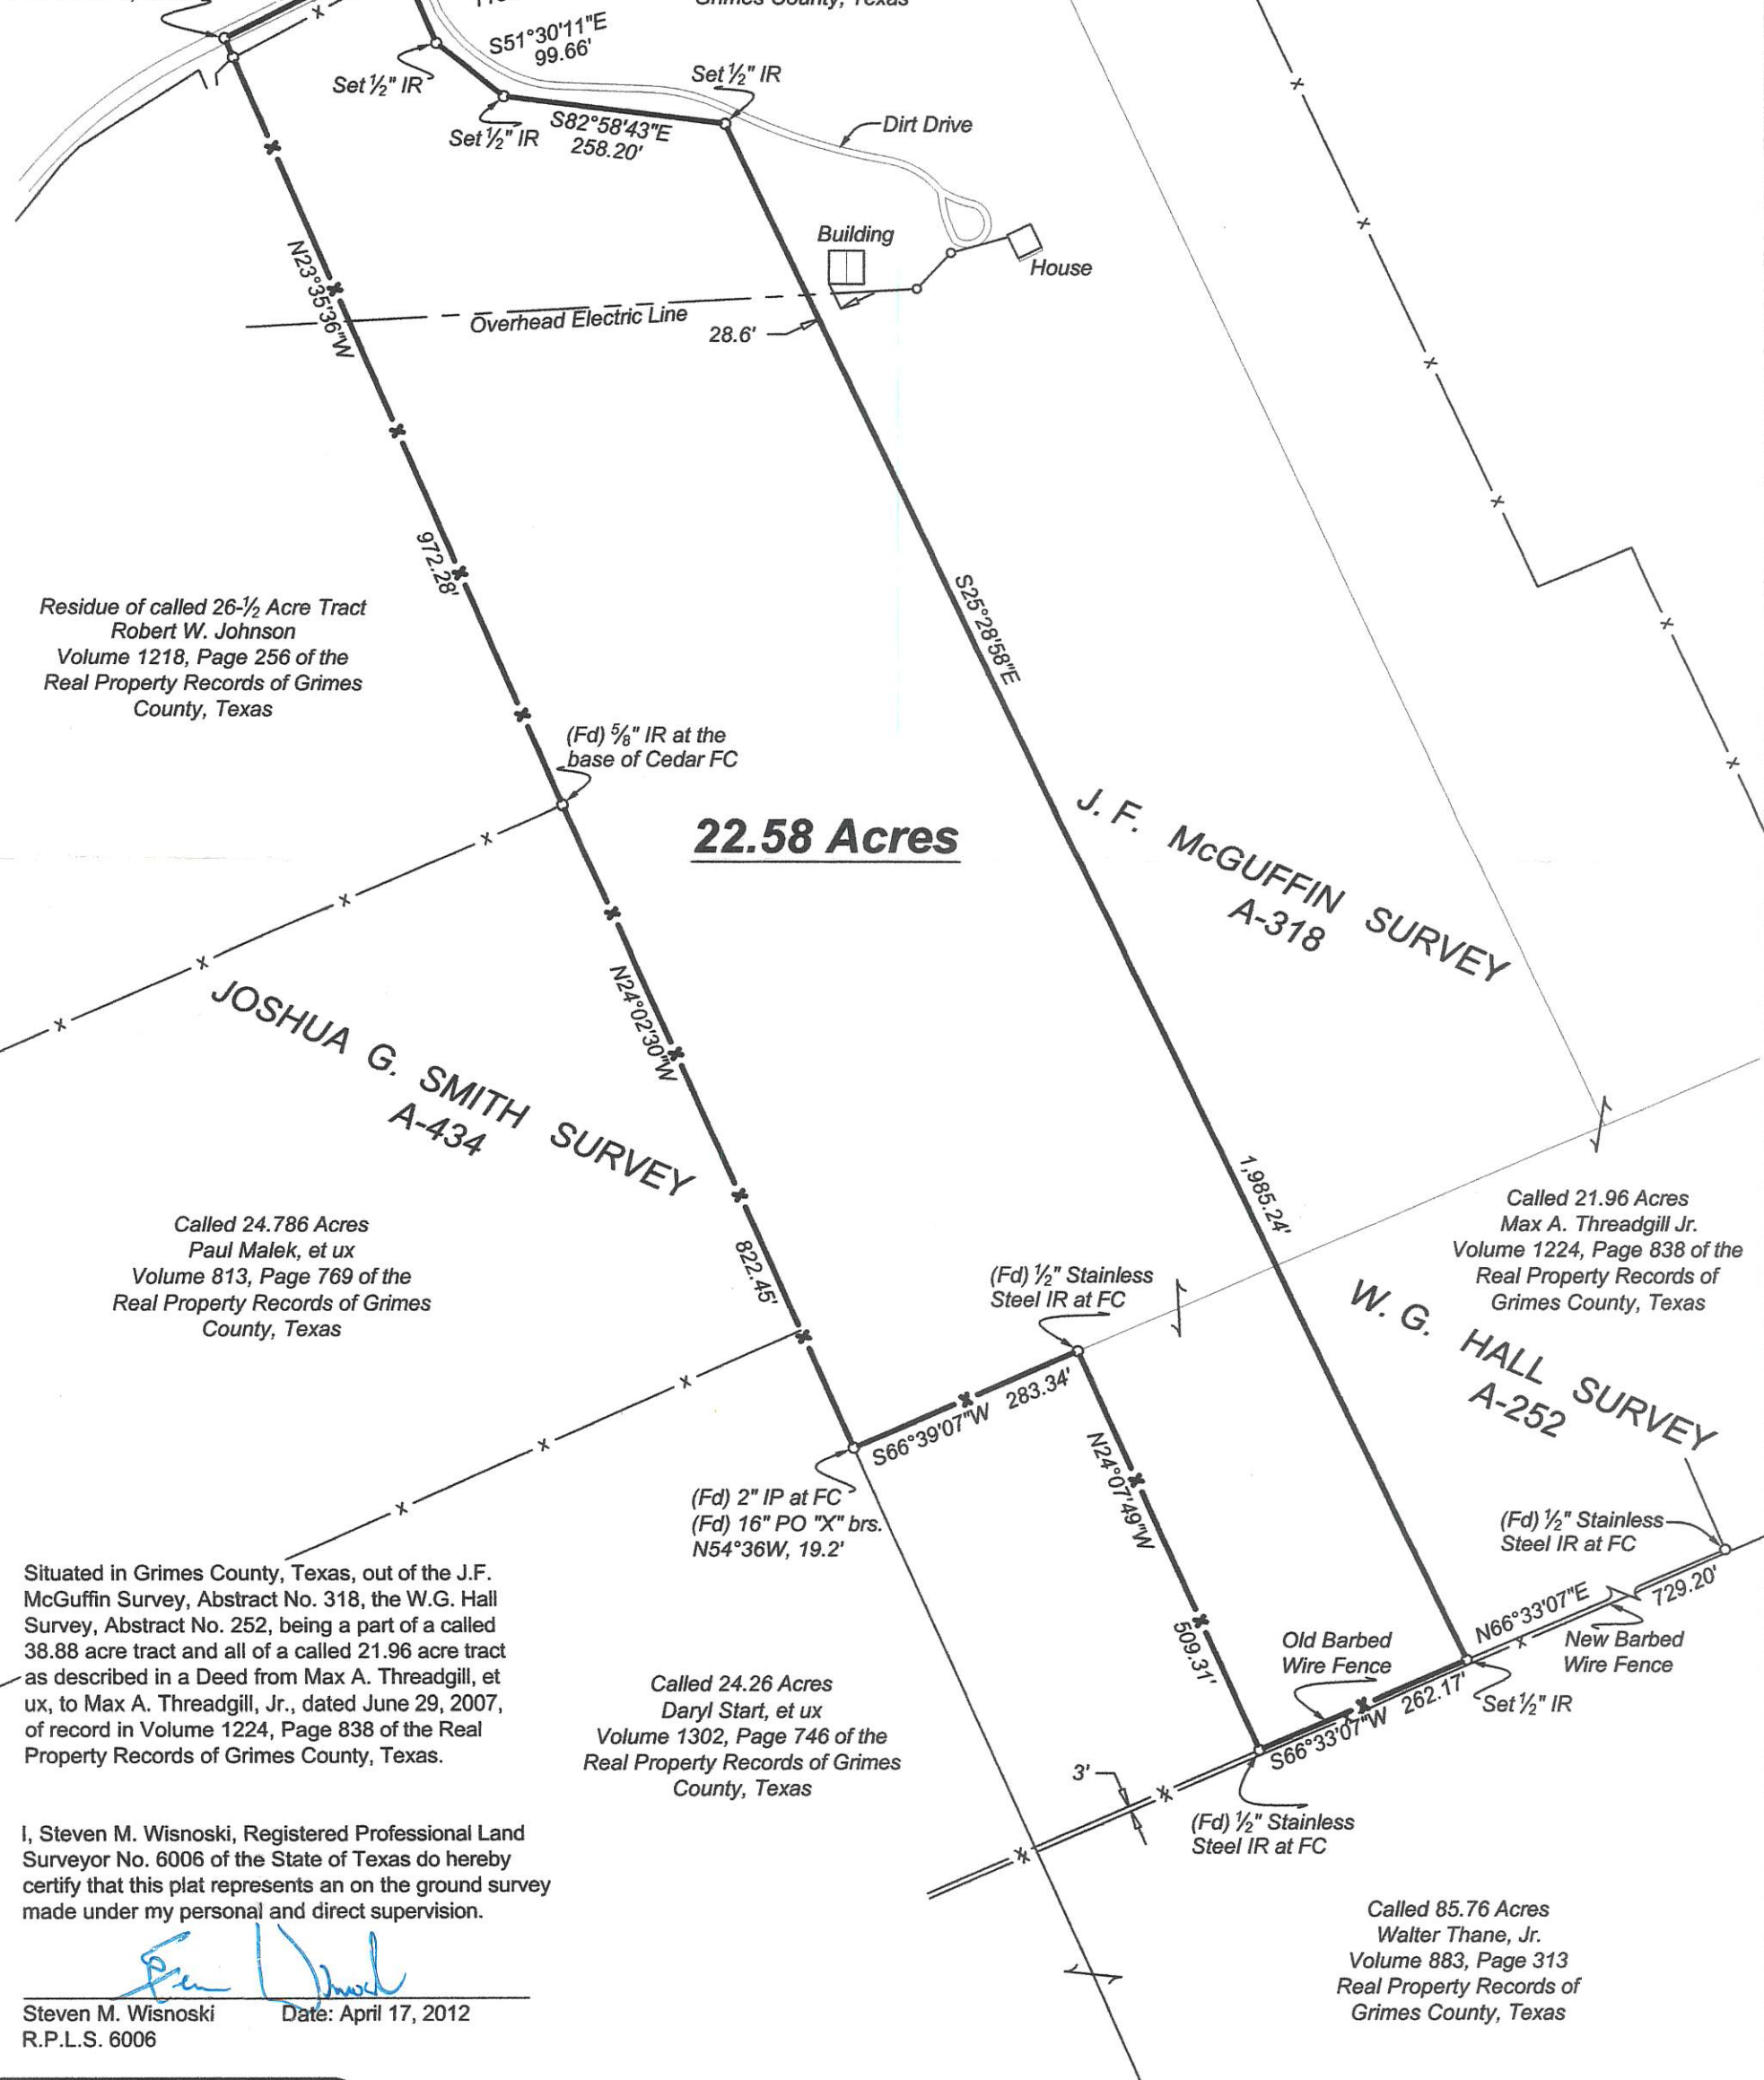 Grimes County, Texas
S51°30'11"E
99.66'
Set ½" IR
Set ½" IR
Set ½" IR
S82°58'43"E
258.20'
Dirt Drive
Building
House
N23°35'36"W
Overhead Electric Line
28.6'
972.28'
S25°28'58"E
Residue of called 26-½ Acre Tract
Robert W. Johnson
Volume 1218, Page 256 of the
Real Property Records of Grimes
County, Texas
(Fd) ⅝" IR at the
base of Cedar FC
22.58 Acres
J. F. McGUFFIN SURVEY
A-318
JOSHUA G. SMITH SURVEY
A-434
N24°02'30"W
822.45'
1,985.24'
Called 24.786 Acres
Paul Malek, et ux
Volume 813, Page 769 of the
Real Property Records of Grimes
County, Texas
Called 21.96 Acres
Max A. Threadgill Jr.
Volume 1224, Page 838 of the
Real Property Records of
Grimes County, Texas
(Fd) ½" Stainless
Steel IR at FC
W. G. HALL SURVEY
A-252
S66°39'07"W 283.34'
N24°07'49"W
509.31'
(Fd) 2" IP at FC
(Fd) 16" PO "X" brs.
N54°36W, 19.2'
(Fd) ½" Stainless
Steel IR at FC
N66°33'07"E 729.20'
Old Barbed
Wire Fence
New Barbed
Wire Fence
Set ½" IR
S66°33'07"W 262.17'
3'
(Fd) ½" Stainless
Steel IR at FC
Situated in Grimes County, Texas, out of the J.F.
McGuffin Survey, Abstract No. 318, the W.G. Hall
Survey, Abstract No. 252, being a part of a called
38.88 acre tract and all of a called 21.96 acre tract
as described in a Deed from Max A. Threadgill, et
ux, to Max A. Threadgill, Jr., dated June 29, 2007,
of record in Volume 1224, Page 838 of the Real
Property Records of Grimes County, Texas.
Called 24.26 Acres
Daryl Start, et ux
Volume 1302, Page 746 of the
Real Property Records of Grimes
County, Texas
Called 85.76 Acres
Walter Thane, Jr.
Volume 883, Page 313
Real Property Records of
Grimes County, Texas
I, Steven M. Wisnoski, Registered Professional Land
Surveyor No. 6006 of the State of Texas do hereby
certify that this plat represents an on the ground survey
made under my personal and direct supervision.
Steven M. Wisnoski Date: April 17, 2012
R.P.L.S. 6006